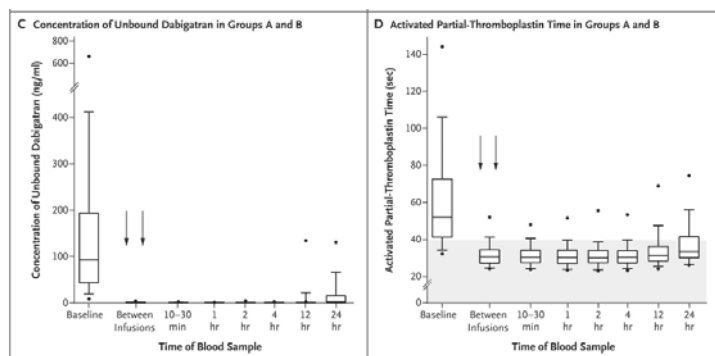 C Concentration of Unbound Dabigatran in Groups A and B
Concentration of Unbound Dabigatran (ng/ml)
800
600
400
300
200
100
0
Baseline
Between Infusions
10–30 min
1 hr
2 hr
4 hr
12 hr
24 hr
Time of Blood Sample
D Activated Partial-Thromboplastin Time in Groups A and B
Activated Partial-Thromboplastin Time (sec)
140
120
100
80
60
40
20
0
Baseline
Between Infusions
10–30 min
1 hr
2 hr
4 hr
12 hr
24 hr
Time of Blood Sample